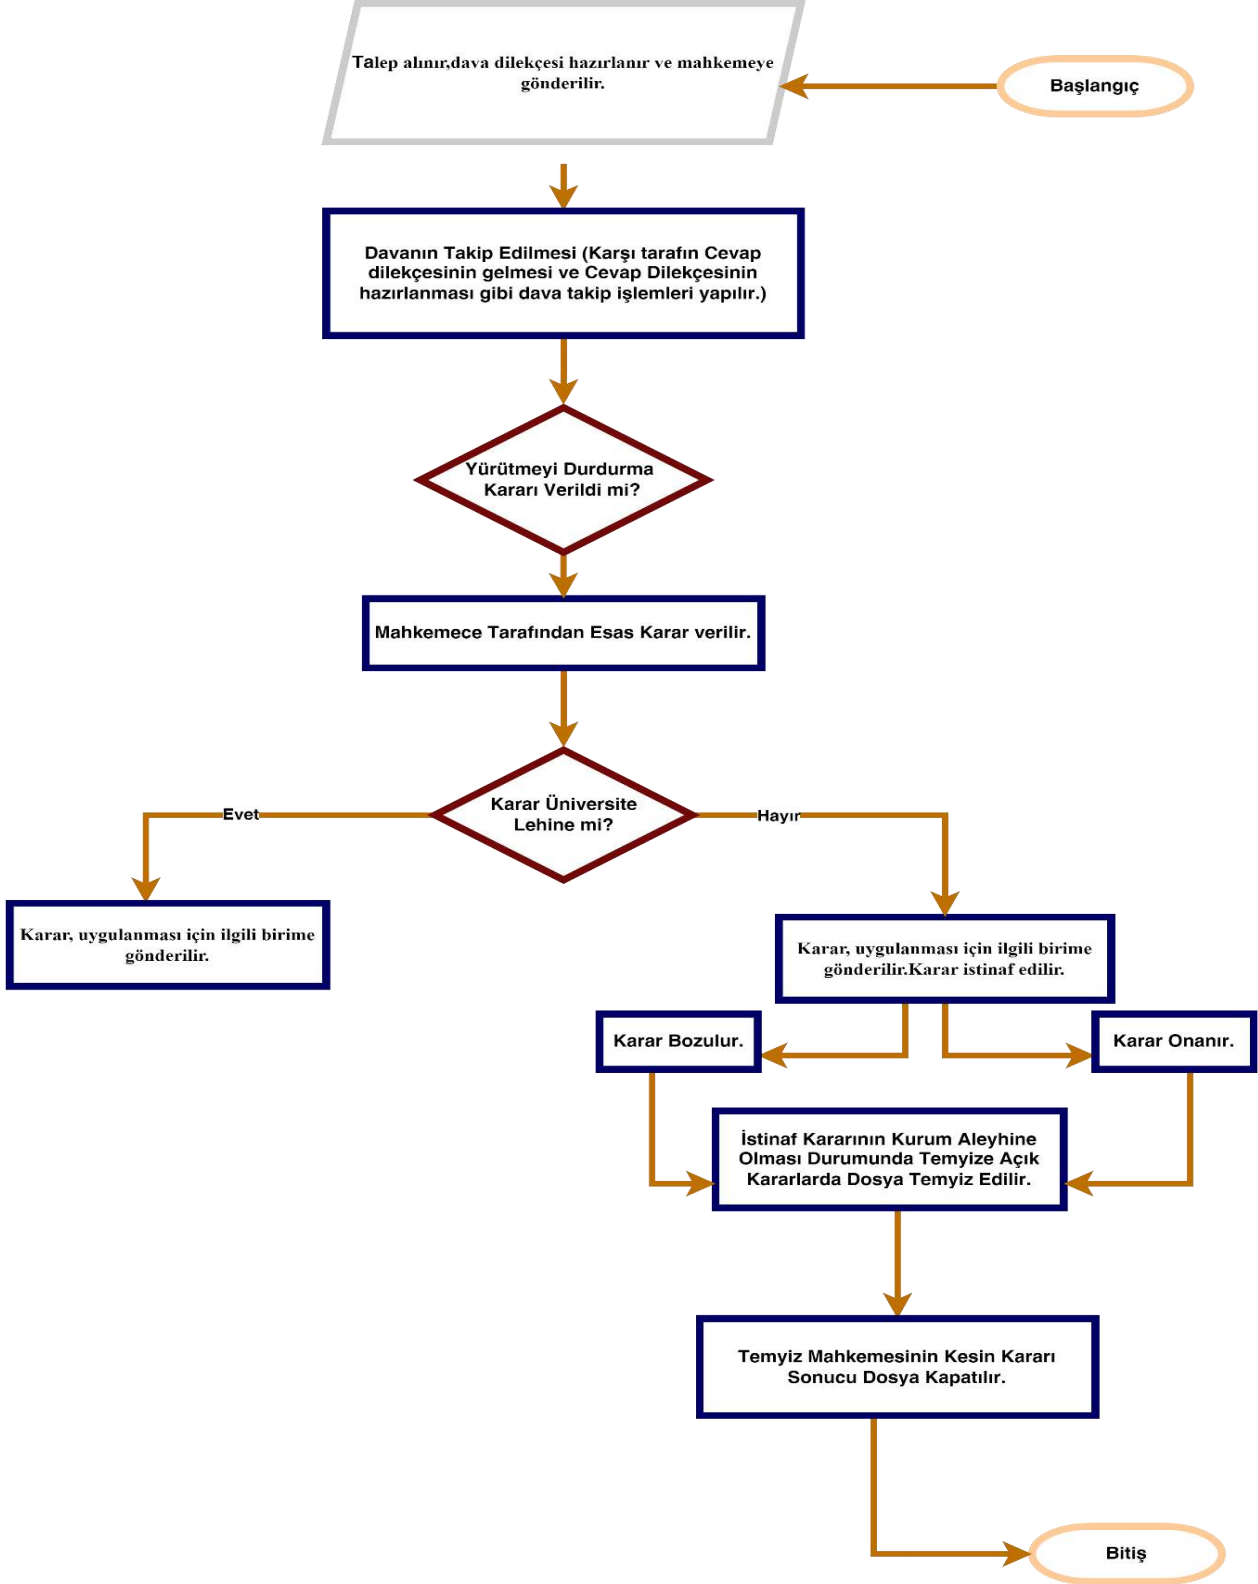 Talep alınır,dava dilekçesi hazırlanır ve mahkemeye
gönderilir.
Başlangıç
Davanın Takip Edilmesi (Karşı tarafın Cevap
dilekçesinin gelmesi ve Cevap Dilekçesinin
hazırlanması gibi dava takip işlemleri yapılır.)
Yürütmeyi Durdurma
Kararı Verildi mi?
Mahkemece Tarafından Esas Karar verilir.
Karar Üniversite
Lehine mi?
Evet
Hayır
Karar, uygulanması için ilgili birime
gönderilir.
Karar, uygulanması için ilgili birime
gönderilir.Karar istinaf edilir.
Karar Bozulur.
Karar Onanır.
İstinaf Kararının Kurum Aleyhine
Olması Durumunda Temyize Açık
Kararlarda Dosya Temyiz Edilir.
Temyiz Mahkemesinin Kesin Kararı
Sonucu Dosya Kapatılır.
Bitiş